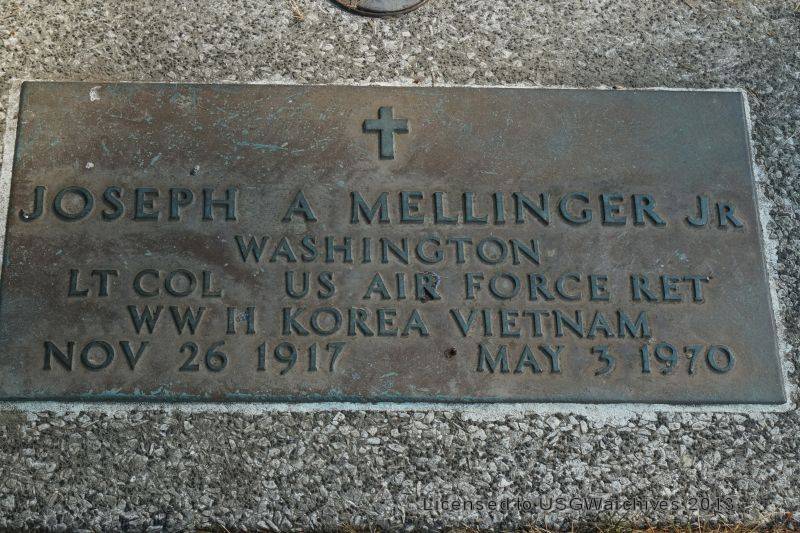 JOSEPH A MELLINGER JR
WASHINGTON
LT COL US AIR FORCE RET
WW II KOREA VIETNAM
NOV 26 1917 MAY 3 1970
Licensed to USGWarchives 2013